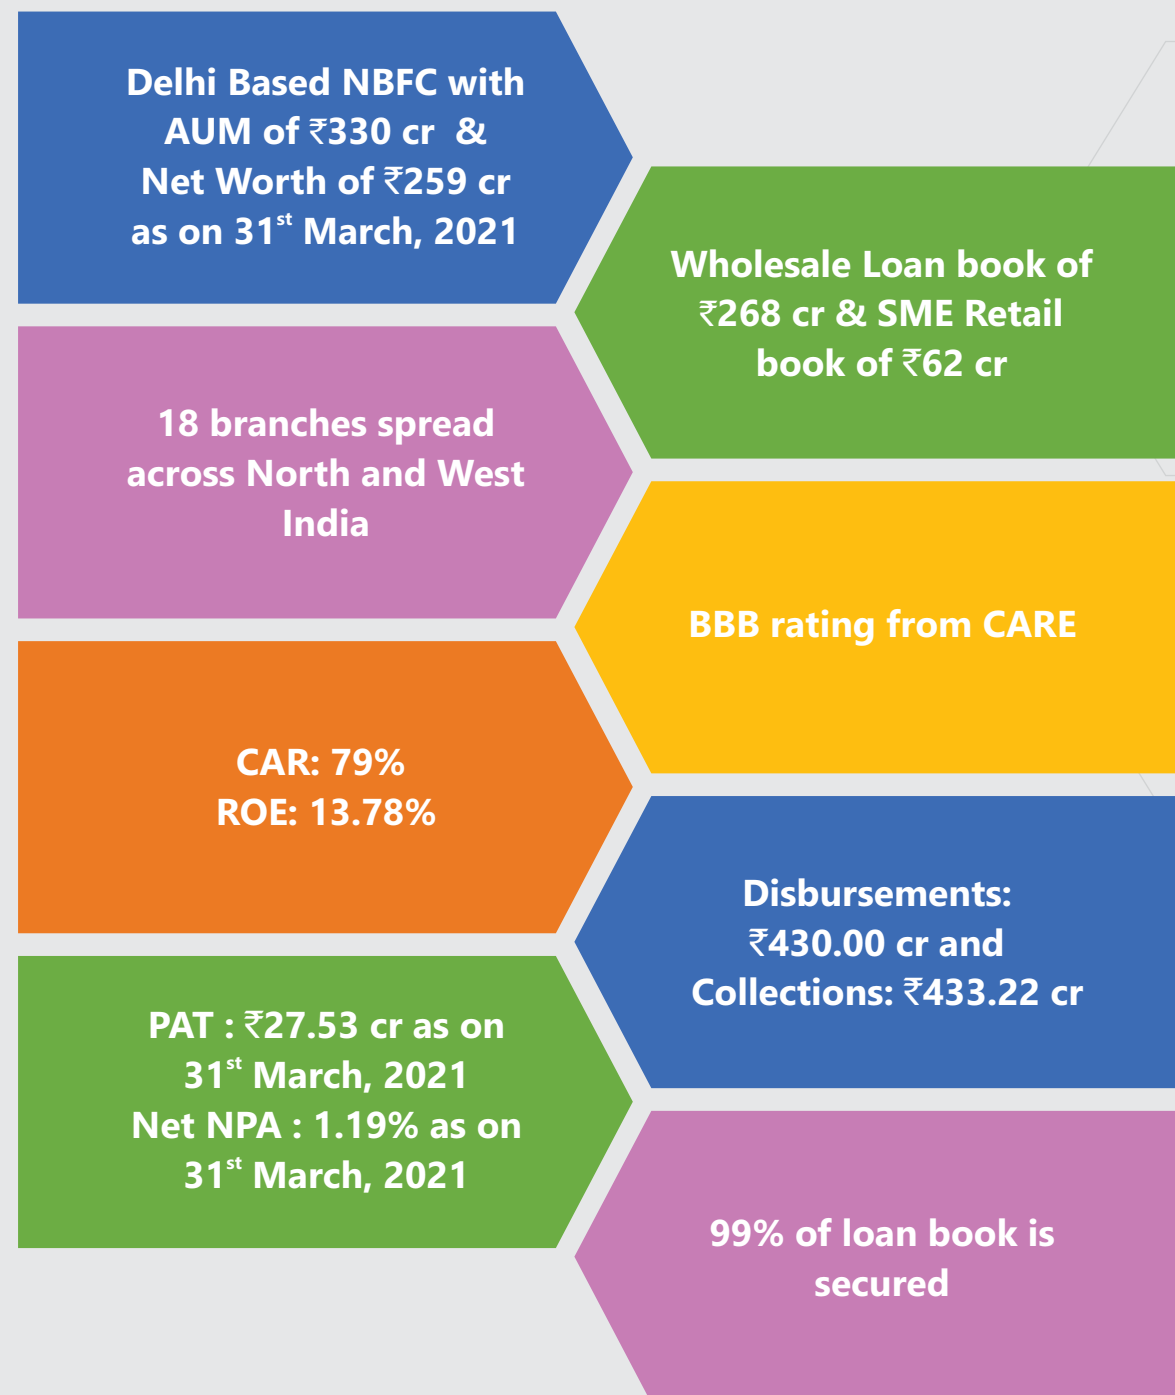 Delhi Based NBFC with
AUM of ₹330 cr &
Net Worth of ₹259 cr
as on 31st March, 2021
Wholesale Loan book of
₹268 cr & SME Retail
book of ₹62 cr
18 branches spread
across North and West
India
BBB rating from CARE
CAR: 79%
ROE: 13.78%
Disbursements:
₹430.00 cr and
Collections: ₹433.22 cr
PAT : ₹27.53 cr as on
31st March, 2021
Net NPA : 1.19% as on
31st March, 2021
99% of loan book is
secured